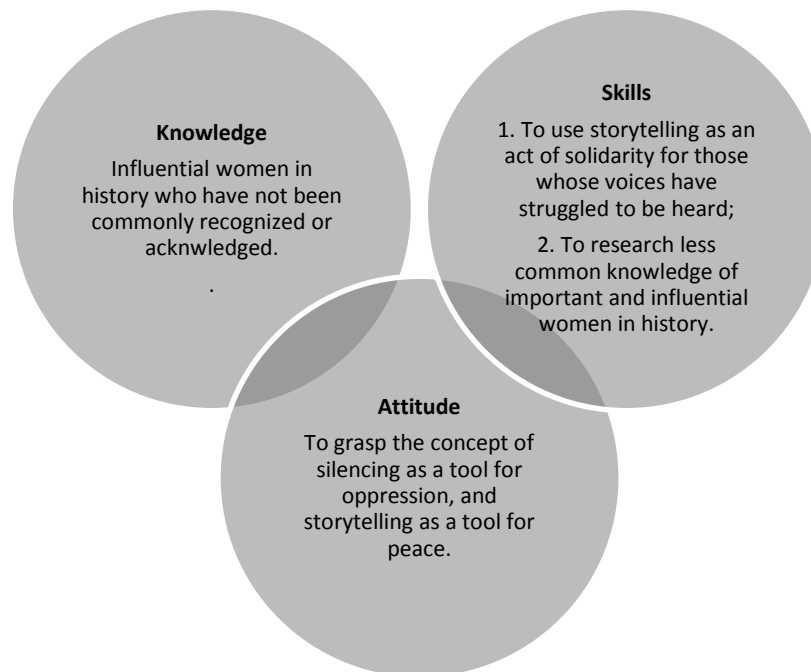 Knowledge
Influential women in
history who have not been
commonly recognized or
acknwledged.
.
Skills
1. To use storytelling as an
act of solidarity for those
whose voices have
struggled to be heard;
2. To research less
common knowledge of
important and influential
women in history.
Attitude
To grasp the concept of
silencing as a tool for
oppression, and
storytelling as a tool for
peace.